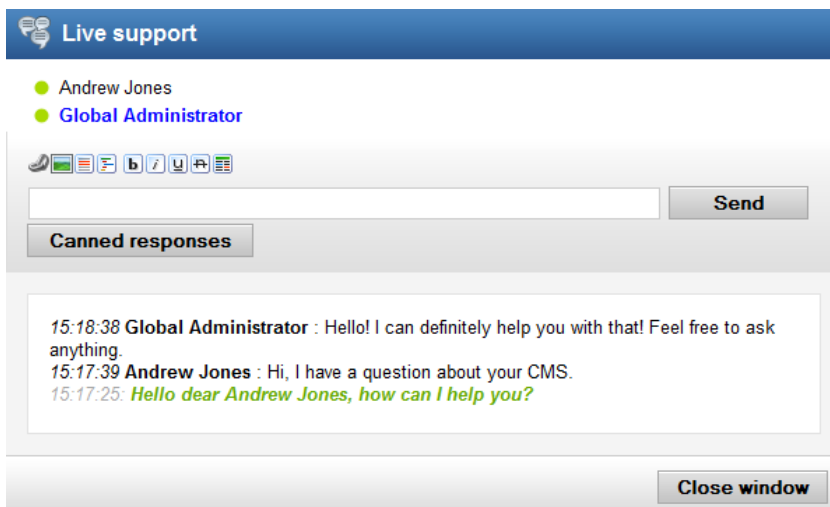 Live support
Andrew Jones
Global Administrator
b i U n
Send
Canned responses
15:18:38 Global Administrator : Hello! I can definitely help you with that! Feel free to ask
anything.
15:17:39 Andrew Jones : Hi, I have a question about your CMS.
15:17:25: Hello dear Andrew Jones, how can I help you?
Close window